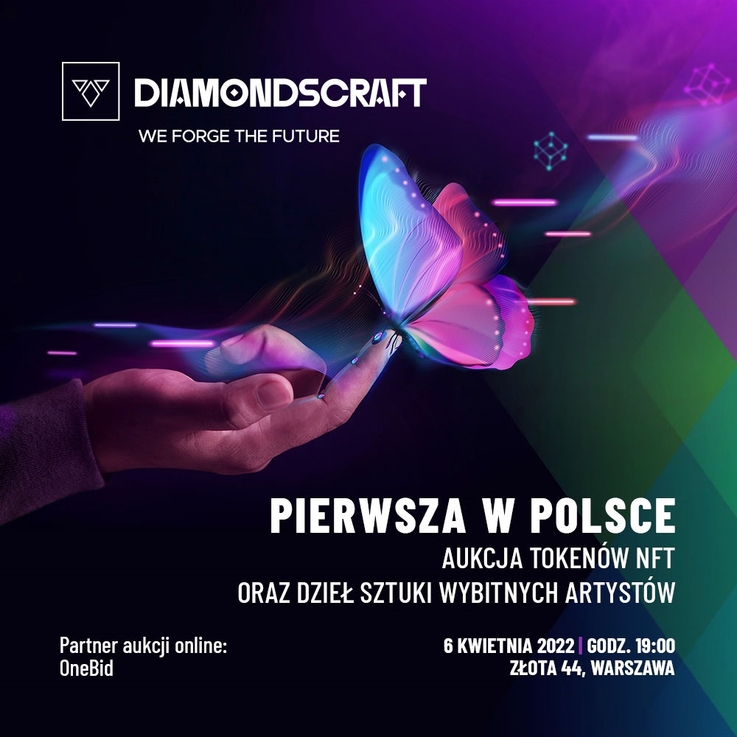 DIAMONDSCRAFT
WE FORGE THE FUTURE
PIERWSZA W POLSCE
AUKCJA TOKENÓW NFT
ORAZ DZIEŁ SZTUKI WYBITNYCH ARTYSTÓW
Partner aukcji online:
OneBid
6 KWIETNIA 2022 | GODZ. 19:00
ZŁOTA 44, WARSZAWA